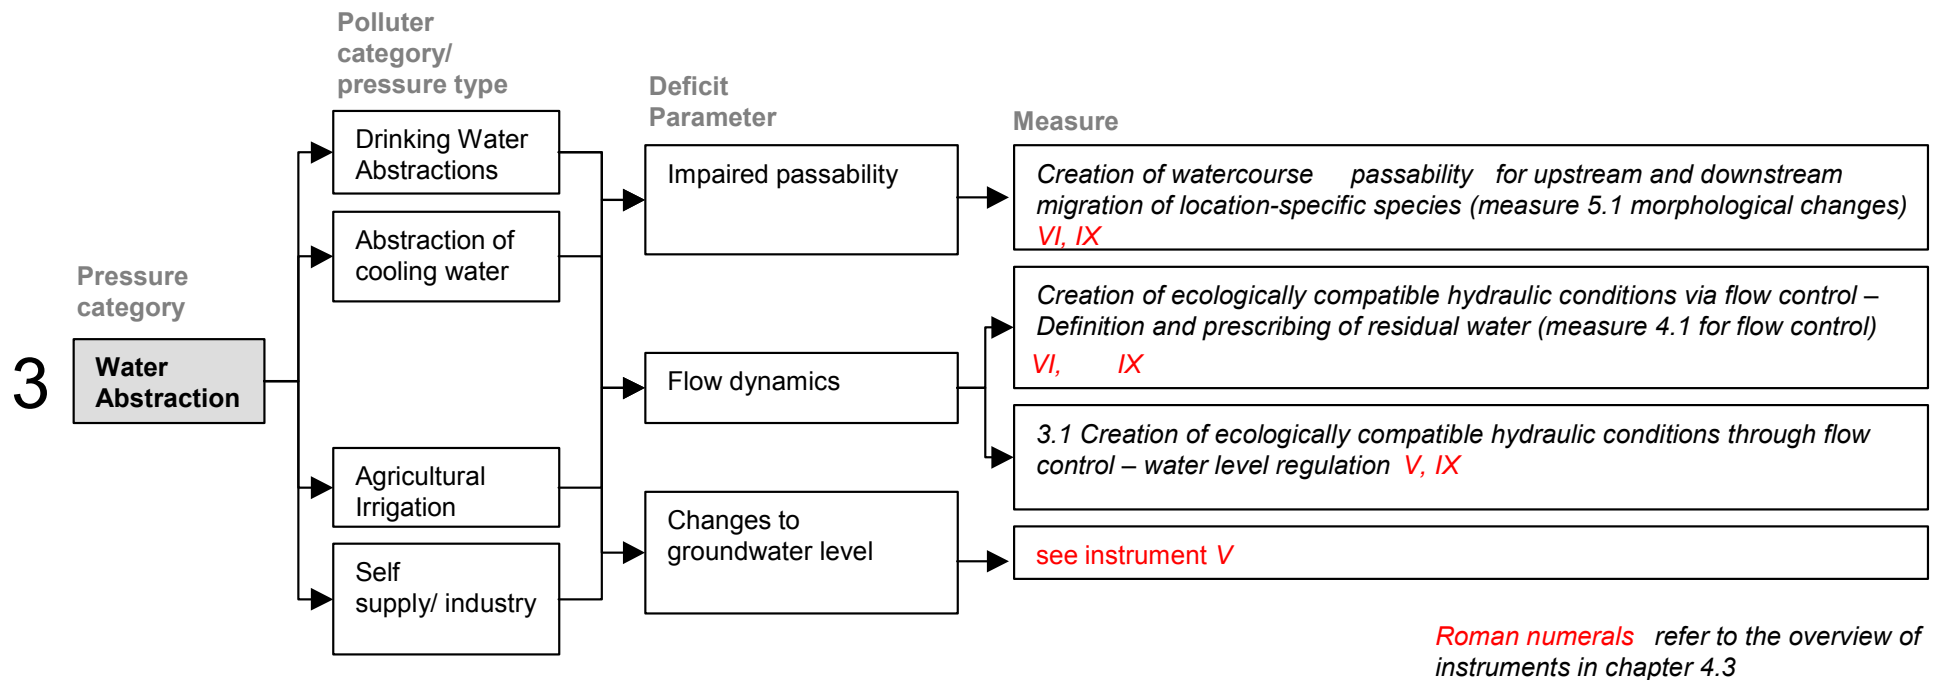 Polluter
category/
pressure type
Deficit
Parameter
Measure
Pressure
category
3
Water
Abstraction
Drinking Water
Abstractions
Abstraction of
cooling water
Agricultural
Irrigation
Self
supply/ industry
Impaired passability
Flow dynamics
Changes to
groundwater level
Creation of watercourse passability for upstream and downstream
migration of location-specific species (measure 5.1 morphological changes)
VI, IX
Creation of ecologically compatible hydraulic conditions via flow control –
Definition and prescribing of residual water (measure 4.1 for flow control)
VI, IX
3.1 Creation of ecologically compatible hydraulic conditions through flow
control – water level regulation V, IX
see instrument V
Roman numerals refer to the overview of
instruments in chapter 4.3